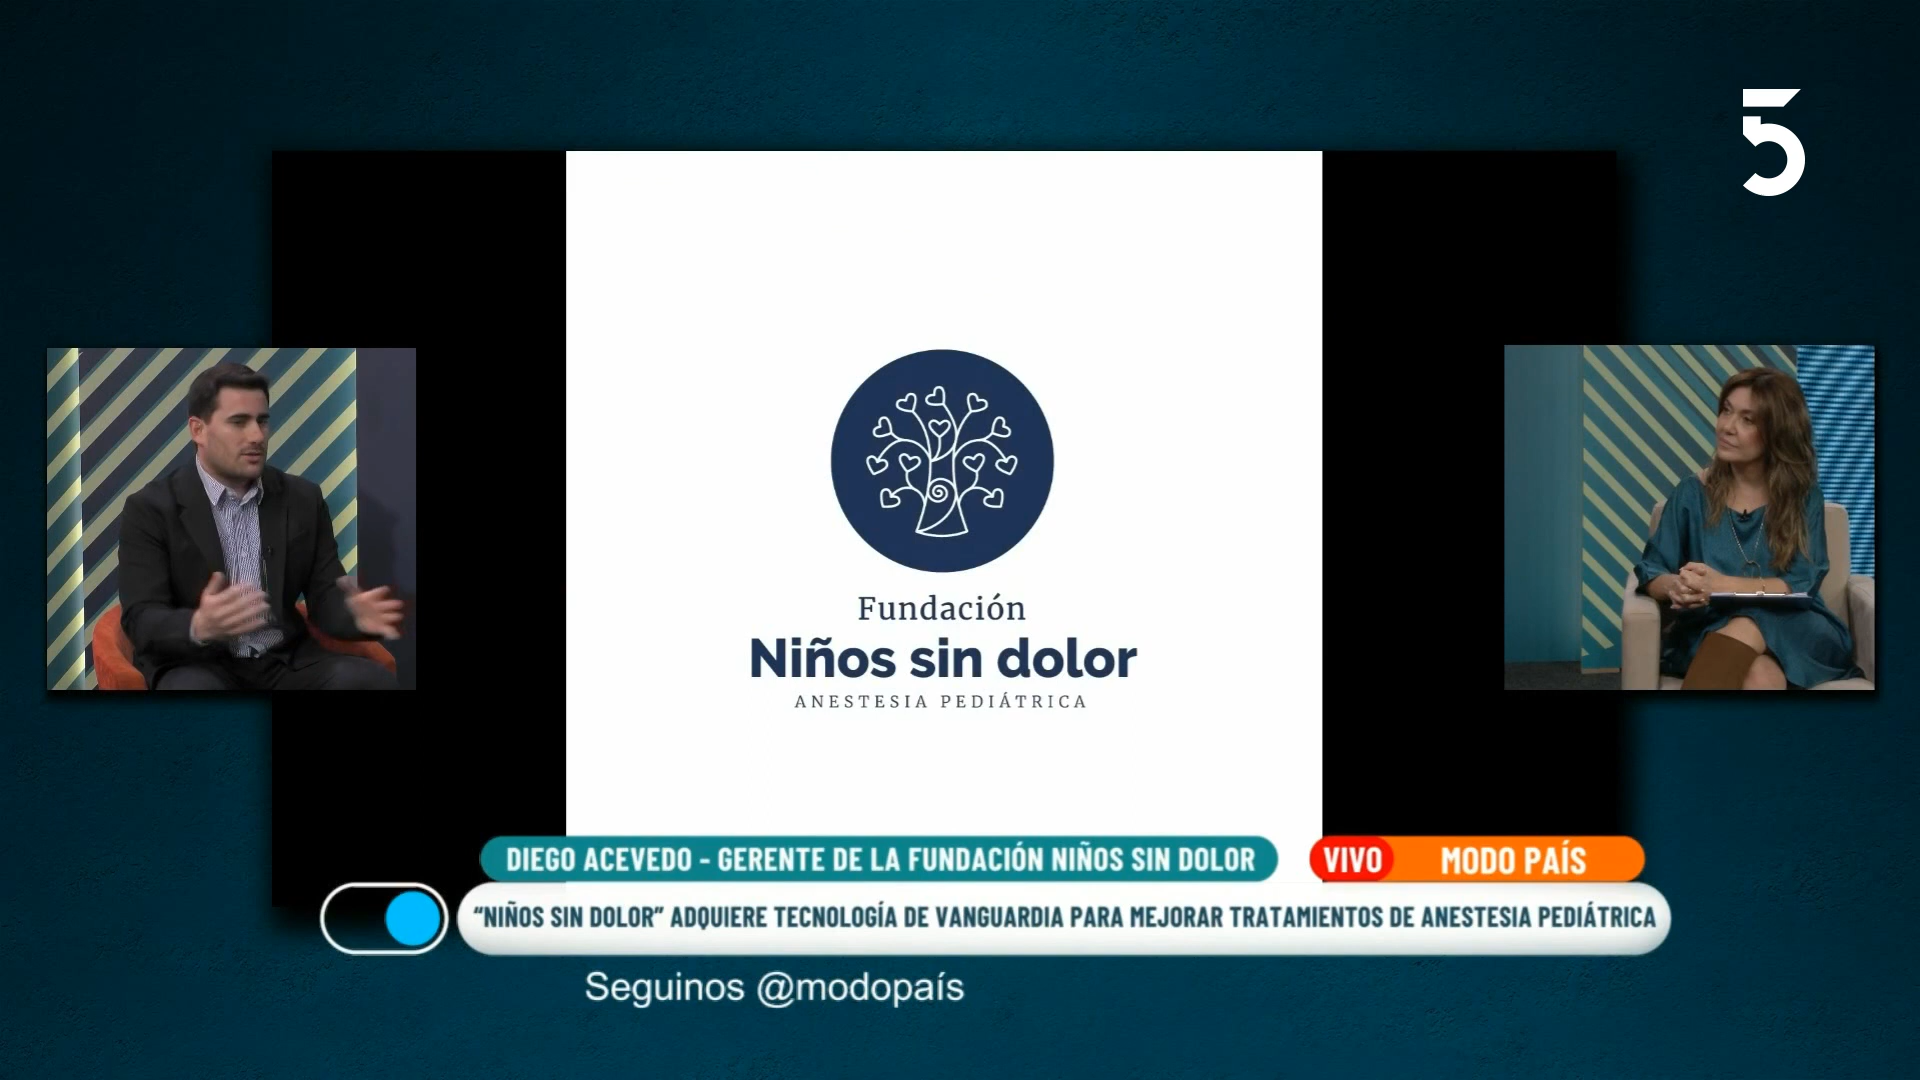 5
Fundación
Niños sin dolor
ANESTESIA PEDIÁTRICA
DIEGO ACEVEDO - GERENTE DE LA FUNDACIÓN NIÑOS SIN DOLOR
VIVO MODO PAÍS
“NIÑOS SIN DOLOR” ADQUIERE TECNOLOGÍA DE VANGUARDIA PARA MEJORAR TRATAMIENTOS DE ANESTESIA PEDIÁTRICA
Seguinos @modopaís